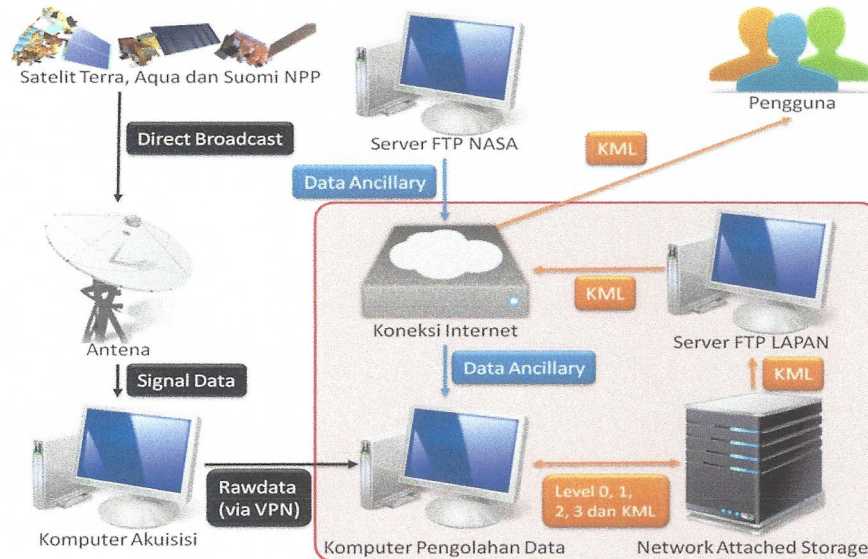 Satelit Terra, Aqua dan Suomi NPP
Server FTP NASA
Pengguna
Direct Broadcast
KML
Data Ancillary
KML
Antena
Koneksi Internet
Server FTP LAPAN
Signal Data
Data Ancillary
KML
Rawdata
(via VPN)
Level 0, 1,
2, 3 dan KML
Komputer Akuisisi
Komputer Pengolahan Data
Network Attached Storage